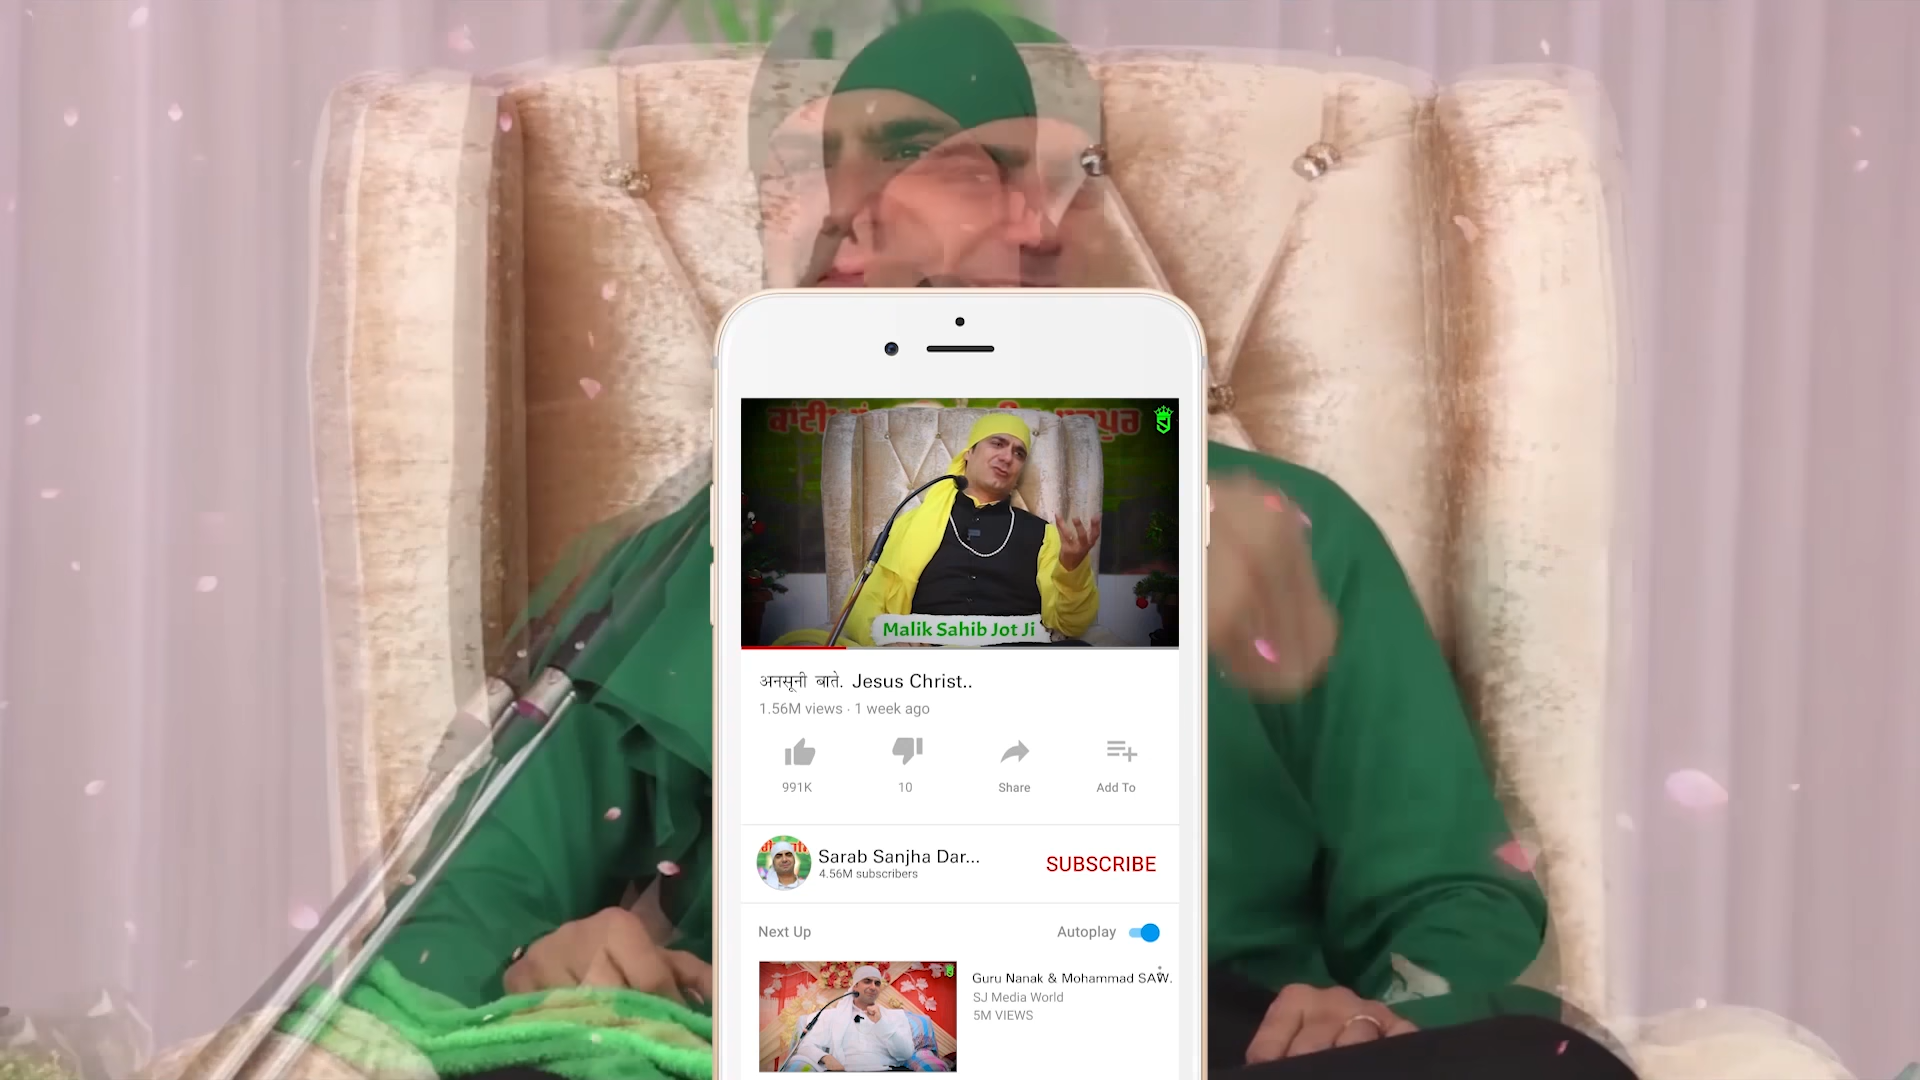 Malik Sahib Jot Ji
अनसूनी बाते. Jesus Christ..
1.56M views · 1 week ago
991K
10
Share
Add To
Sarab Sanjha Dar...
4.56M subscribers
SUBSCRIBE
Next Up
Autoplay
Guru Nanak & Mohammad SAW.
SJ Media World
5M VIEWS